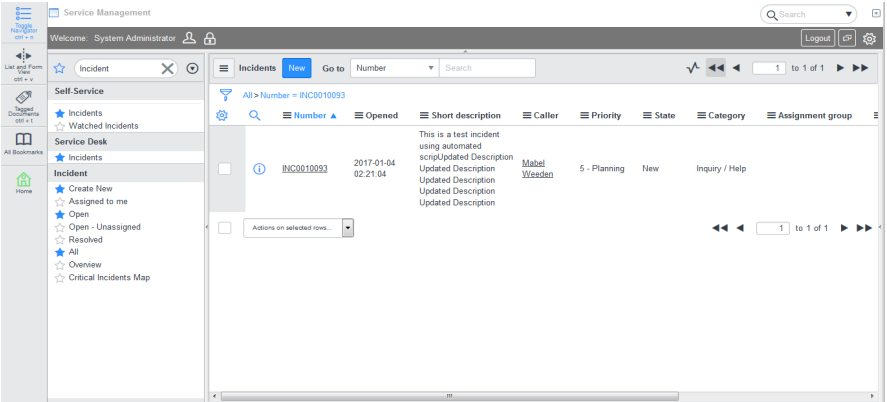 Service Management
Search
Toggle
Navigator
ctrl + n
Welcome: System Administrator
Logout
List and Form
View
ctrl + v
Incident
Incidents New Go to Number Search
1 to 1 of 1
Tagged
Documents
ctrl + t
All Bookmarks
Home
Self-Service
Incidents
Watched Incidents
Service Desk
Incidents
Incident
Create New
Assigned to me
Open
Open - Unassigned
Resolved
All
Overview
Critical Incidents Map
All > Number = INC0010093
Number Opened Short description Caller Priority State Category Assignment group
INC0010093
2017-01-04
02:21:04
This is a test incident
using automated
scripUpdated Description
Updated Description
Updated Description
Updated Description
Updated Description
Mabel
Weeden
5 - Planning
New
Inquiry / Help
Actions on selected rows...
1 to 1 of 1